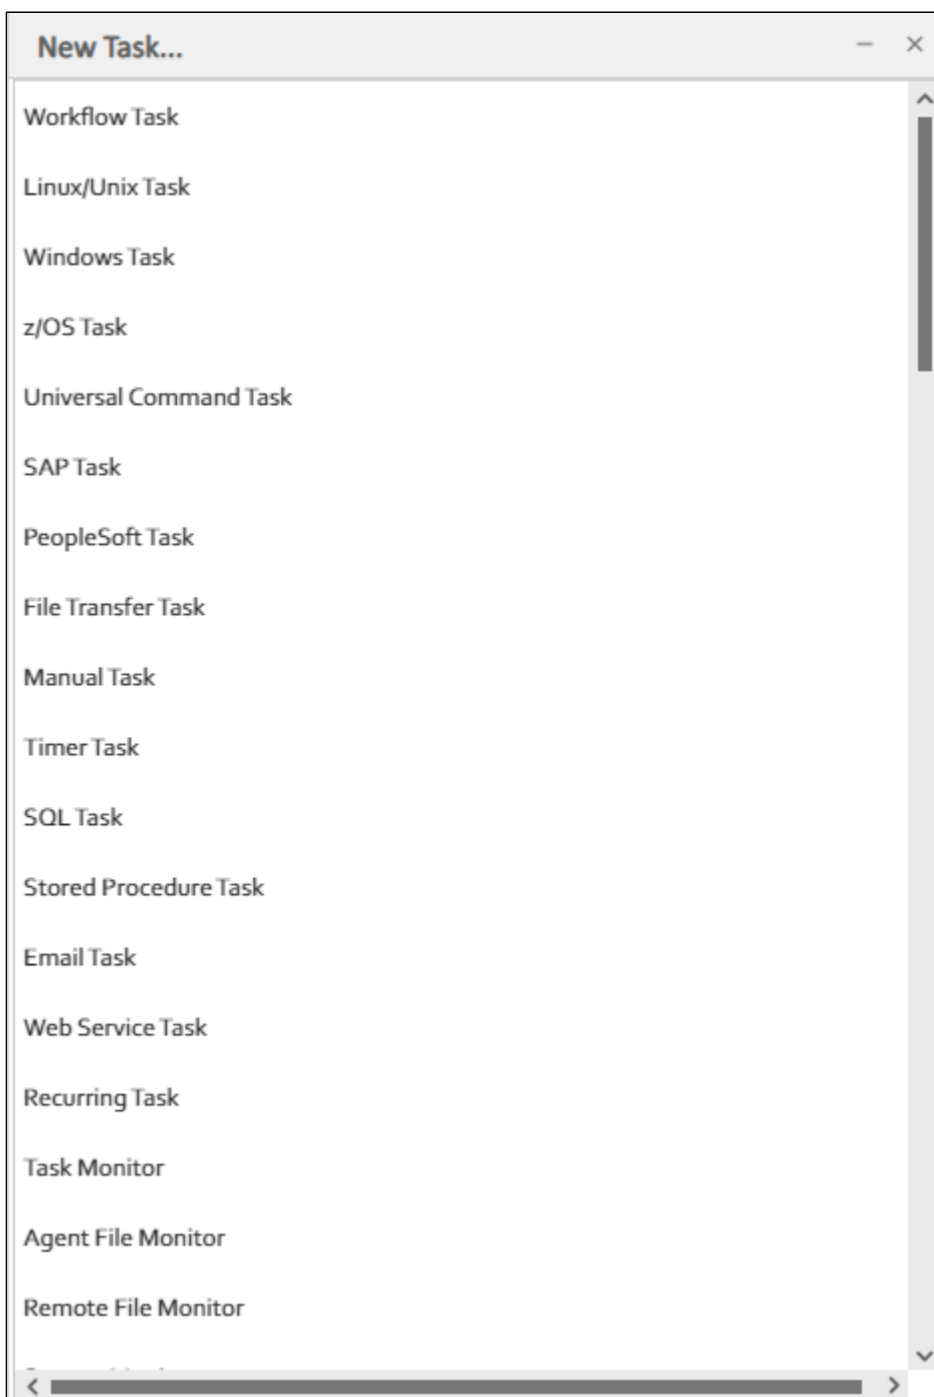 New Task...
Workflow Task
Linux/Unix Task
Windows Task
z/OS Task
Universal Command Task
SAP Task
PeopleSoft Task
File Transfer Task
Manual Task
Timer Task
SQL Task
Stored Procedure Task
Email Task
Web Service Task
Recurring Task
Task Monitor
Agent File Monitor
Remote File Monitor